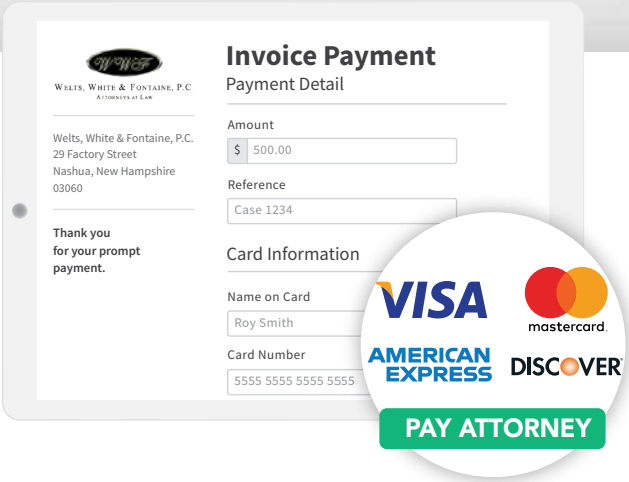 WWF
WELTS, WHITE & FONTAINE, P.C
ATTORNEYS AT LAW
Welts, White & Fontaine, P.C.
29 Factory Street
Nashua, New Hampshire
03060
Thank you
for your prompt
payment.
Invoice Payment
Payment Detail
Amount
$ 500.00
Reference
Case 1234
Card Information
Name on Card
Roy Smith
Card Number
5555 5555 5555 5555
VISA
mastercard.
AMERICAN
EXPRESS
DISCOVER
PAY ATTORNEY